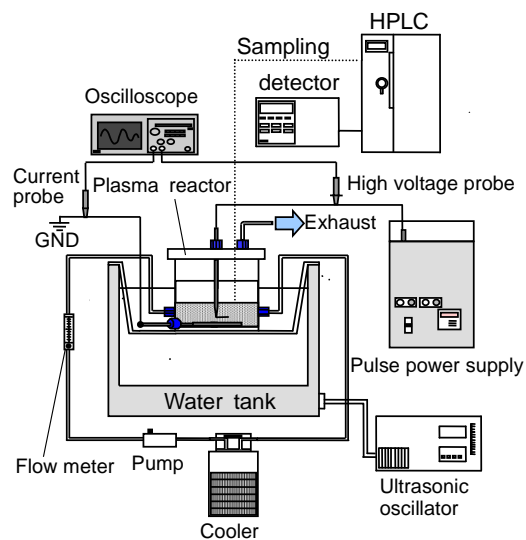 HPLC
Sampling
detector
Oscilloscope
Current
probe
Plasma reactor
High voltage probe
Exhaust
GND
Pulse power supply
Water tank
Flow meter
Pump
Cooler
Ultrasonic
oscillator